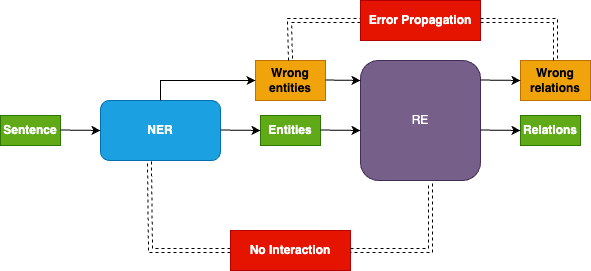 Error Propagation
Wrong
entities
Wrong
relations
Sentence
NER
Entities
RE
Relations
No Interaction